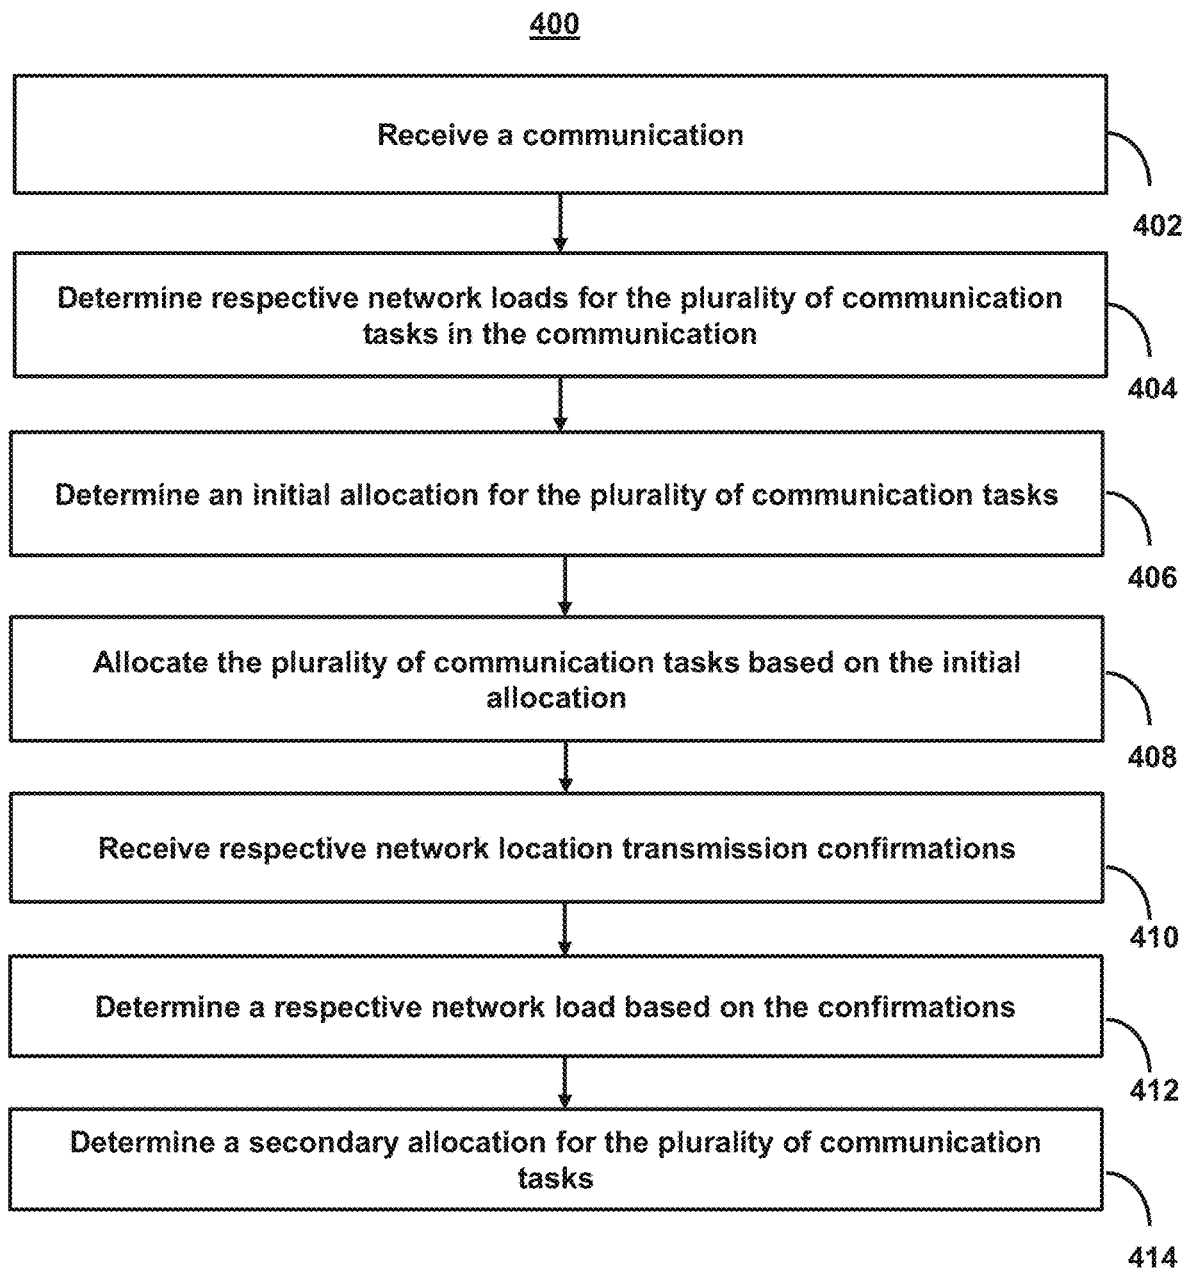 400
Receive a communication
402
Determine respective network loads for the plurality of communication
tasks in the communication
404
Determine an initial allocation for the plurality of communication tasks
406
Allocate the plurality of communication tasks based on the initial
allocation
408
Receive respective network location transmission confirmations
410
Determine a respective network load based on the confirmations
412
Determine a secondary allocation for the plurality of communication
tasks
414